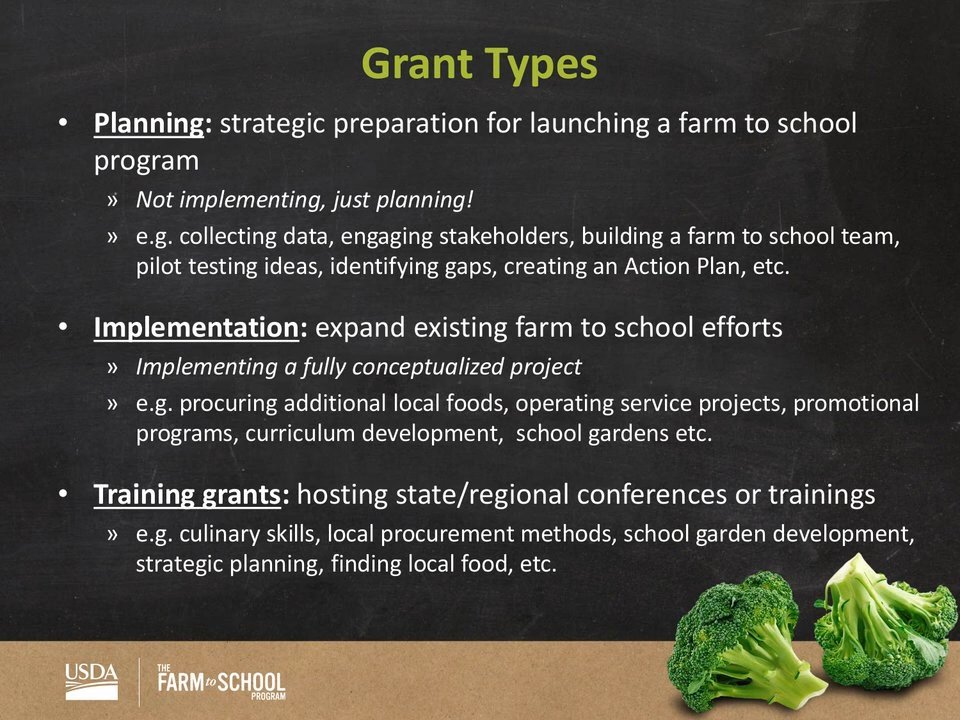 Grant Types
• Planning: strategic preparation for launching a farm to school
program
» Not implementing, just planning!
» e.g. collecting data, engaging stakeholders, building a farm to school team,
pilot testing ideas, identifying gaps, creating an Action Plan, etc.
• Implementation: expand existing farm to school efforts
» Implementing a fully conceptualized project
» e.g. procuring additional local foods, operating service projects, promotional
programs, curriculum development,  school gardens etc.
• Training grants: hosting state/regional conferences or trainings
» e.g. culinary skills, local procurement methods, school garden development,
strategic planning, finding local food, etc.
USDA
THE
FARM to SCHOOL
PROGRAM